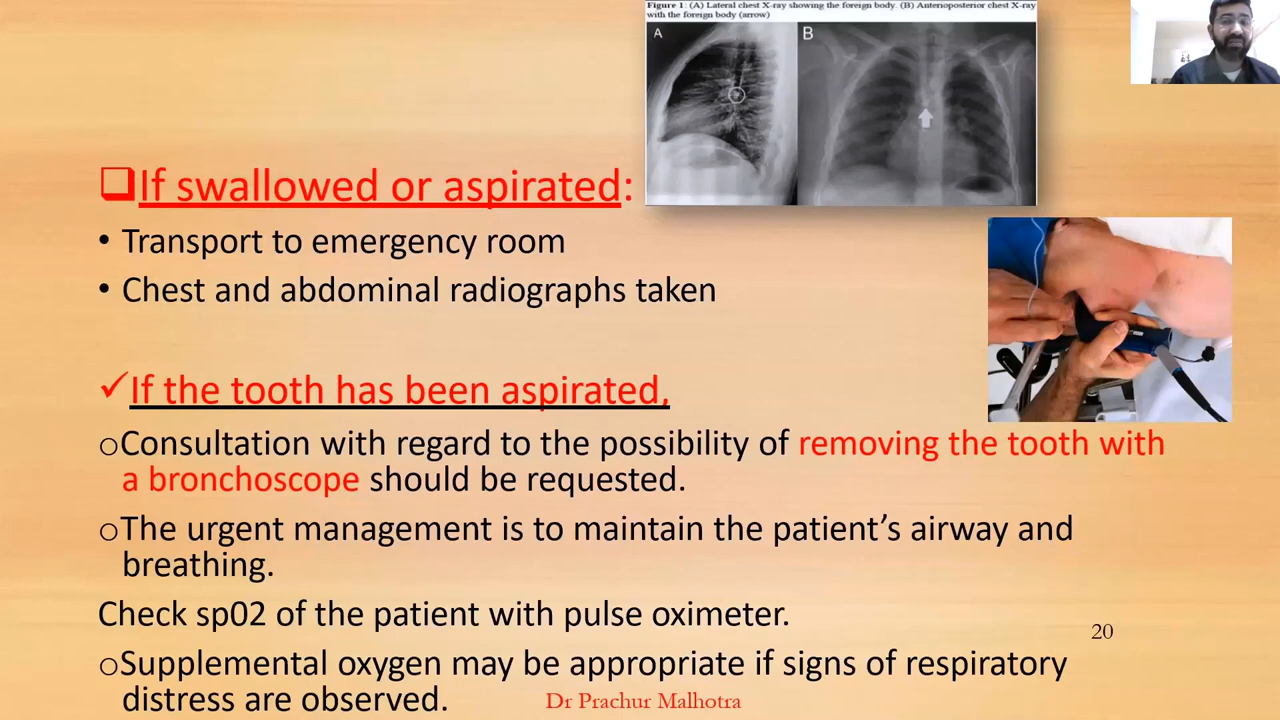 Figure 1: (A) Lateral chest X-ray showing the foreign body. (B) Anterioposterior chest X-ray
with the foreign body (arrow)
A
B
If swallowed or aspirated:
• Transport to emergency room
• Chest and abdominal radiographs taken
✓If the tooth has been aspirated,
oConsultation with regard to the possibility of removing the tooth with
a bronchoscope should be requested.
oThe urgent management is to maintain the patient’s airway and
breathing.
Check sp02 of the patient with pulse oximeter.
20
oSupplemental oxygen may be appropriate if signs of respiratory
distress are observed.
Dr Prachur Malhotra